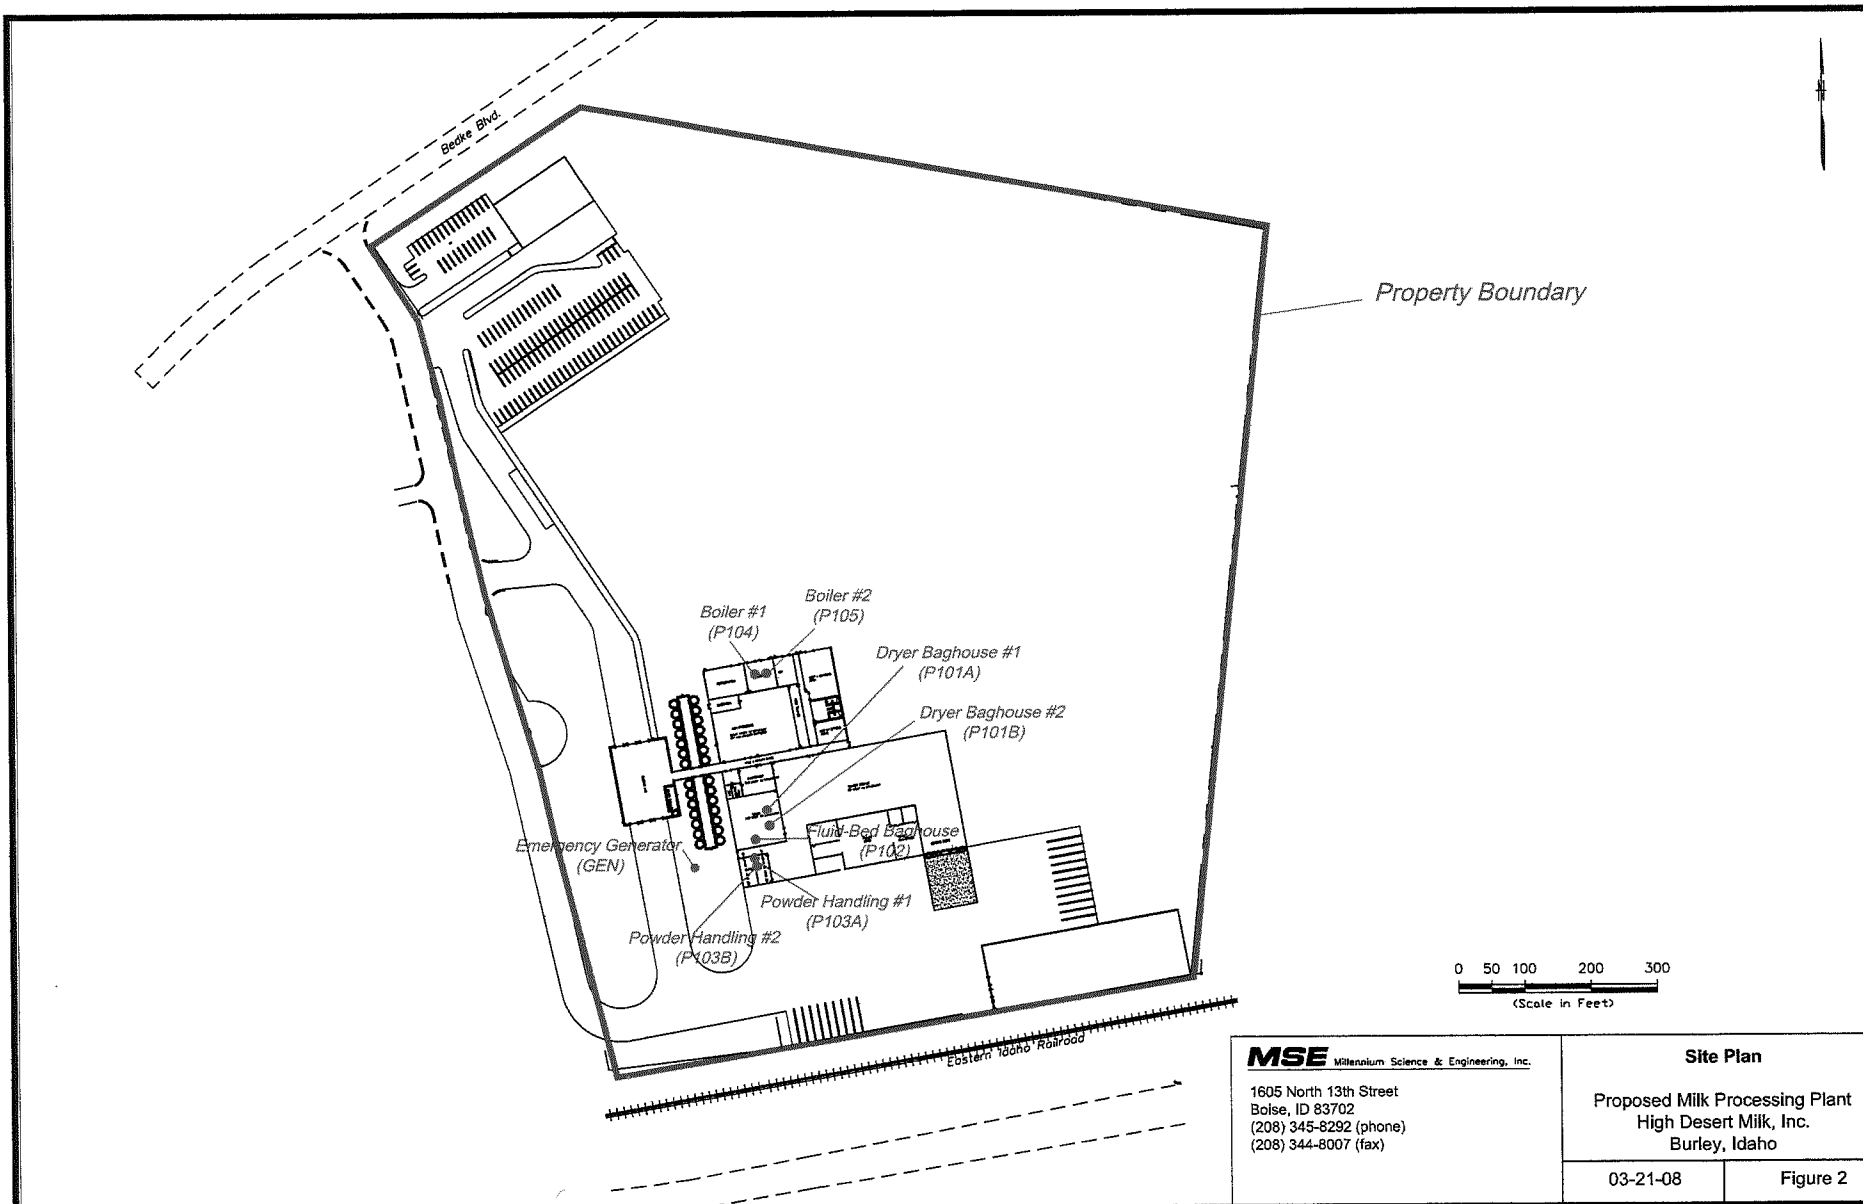 Bedke Blvd.
Property Boundary
Boiler #1
(P104)
Boiler #2
(P105)
Dryer Baghouse #1
(P101A)
Dryer Baghouse #2
(P101B)
Fluid-Bed Baghouse
(P102)
Emergency Generator
(GEN)
Powder Handling #1
(P103A)
Powder Handling #2
(P103B)
Eastern Idaho Railroad
0 50 100 200 300
(Scale in Feet)
MSE Millennium Science & Engineering, Inc.
1605 North 13th Street
Boise, ID 83702
(208) 345-8292 (phone)
(208) 344-8007 (fax)
Site Plan
Proposed Milk Processing Plant
High Desert Milk, Inc.
Burley, Idaho
03-21-08
Figure 2